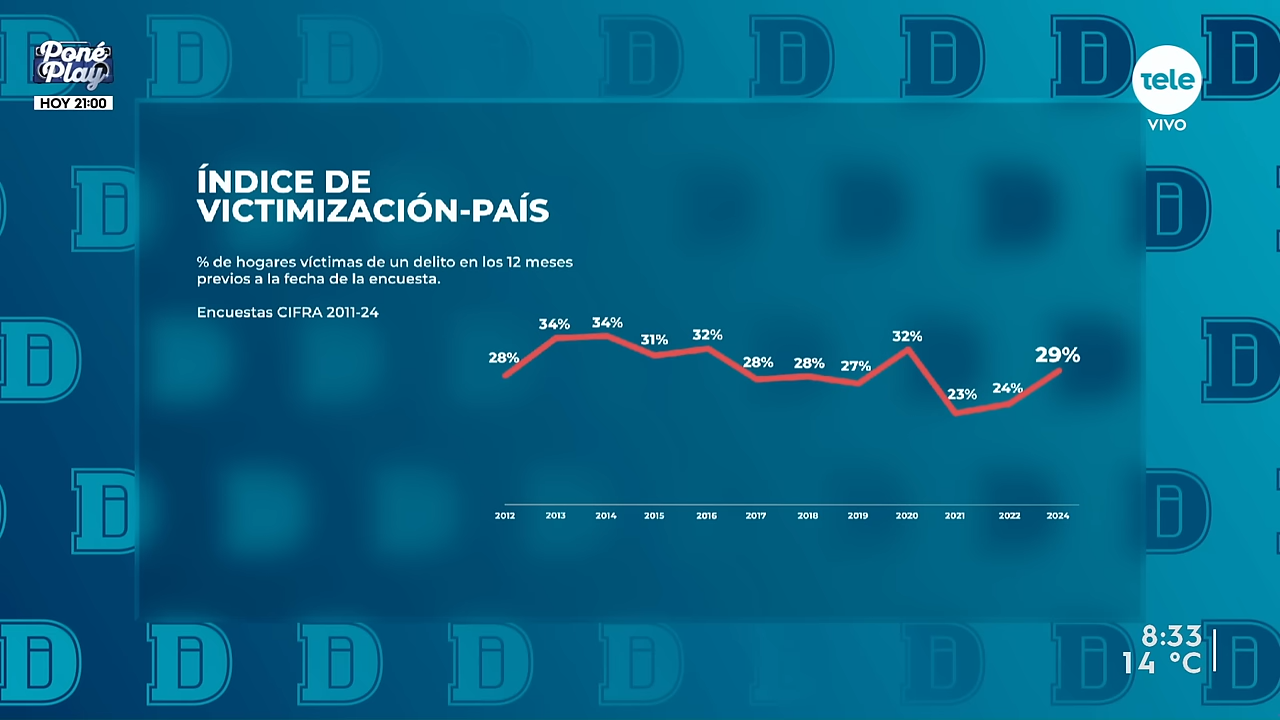 Poné
Play
HOY 21:00
tele
VIVO
ÍNDICE DE
VICTIMIZACIÓN-PAÍS
% de hogares víctimas de un delito en los 12 meses
previos a la fecha de la encuesta.
Encuestas CIFRA 2011-24
28% 34% 34% 31% 32% 28% 28% 27% 32% 23% 24% 29%
2012 2013 2014 2015 2016 2017 2018 2019 2020 2021 2022 2024
8:33
14 °C